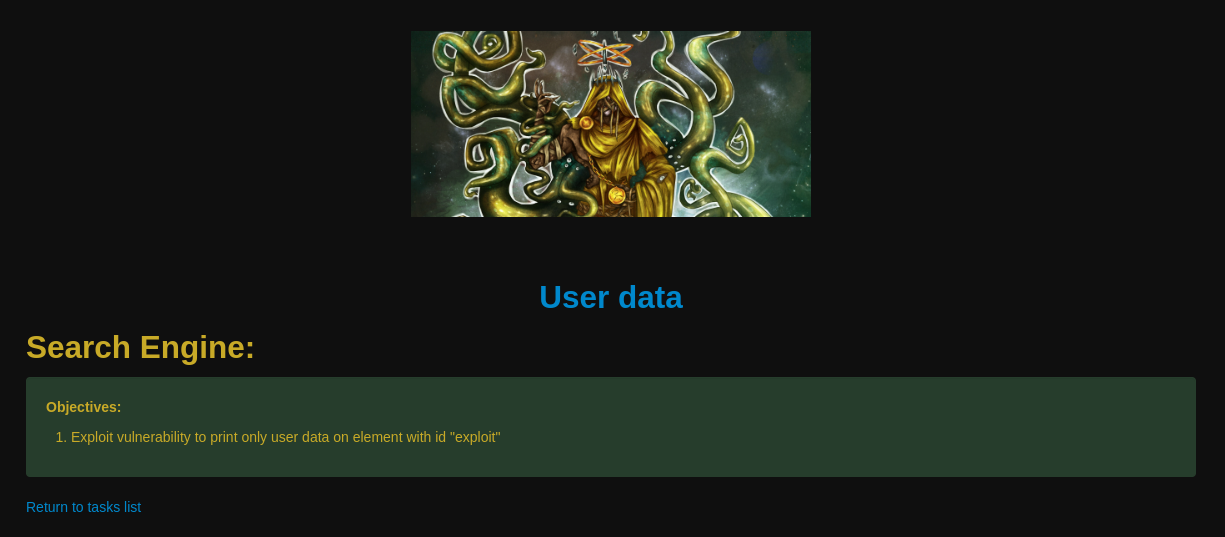 User data
Search Engine:
Objectives:
1. Exploit vulnerability to print only user data on element with id "exploit"
Return to tasks list